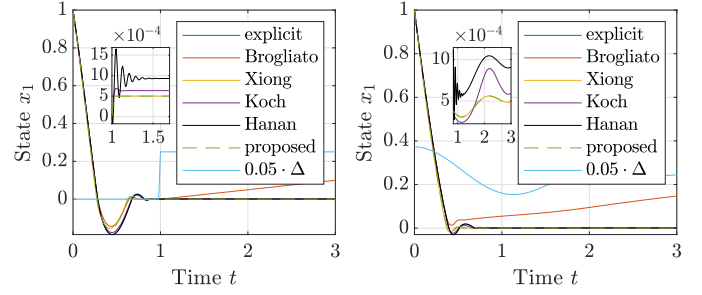 ×10⁻⁴
15
10
5
0
1
1.5
explicit
Brogliato
Xiong
Koch
Hanan
proposed
0.05 · Δ
1
0.8
0.6
0.4
0.2
0
State x₁
0
1
2
3
Time t
×10⁻⁴
10
5
1
2
3
explicit
Brogliato
Xiong
Koch
Hanan
proposed
0.05 · Δ
1
0.8
0.6
0.4
0.2
0
State x₁
0
1
2
3
Time t